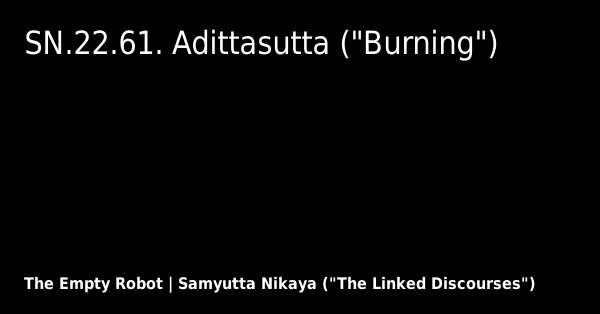 SN.22.61. Adittasutta ("Burning")
The Empty Robot | Samyutta Nikaya ("The Linked Discourses")